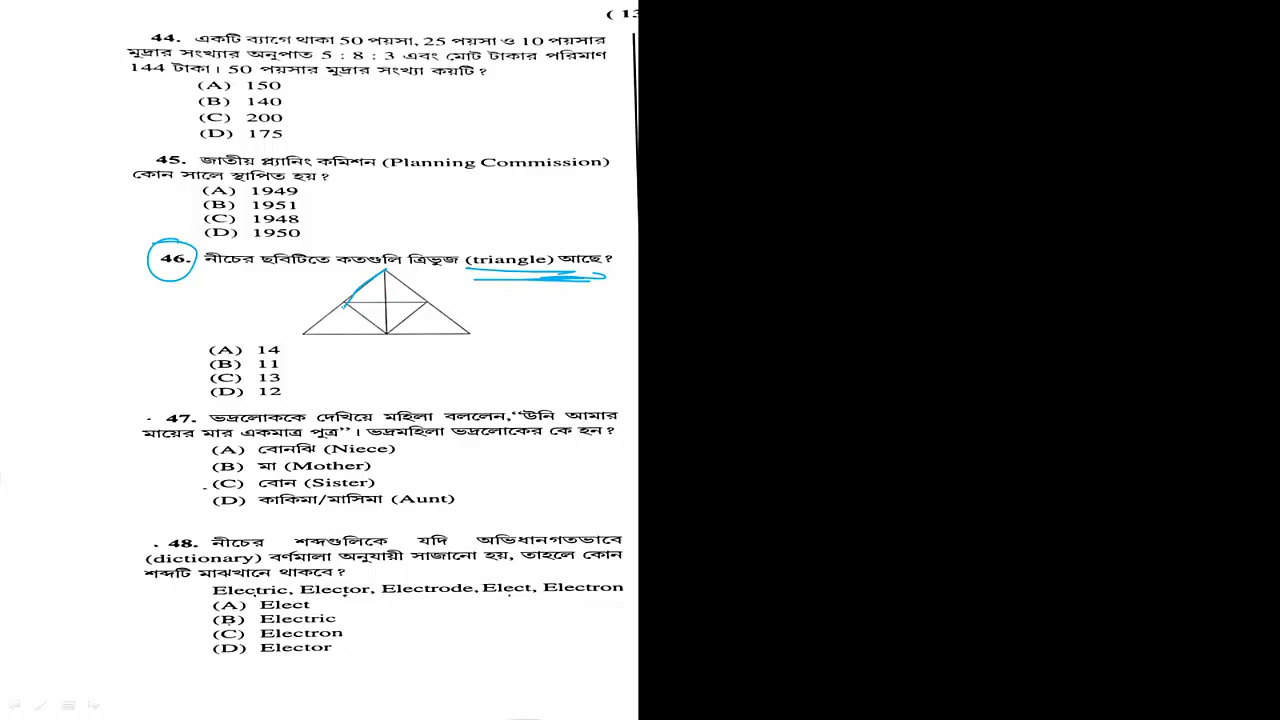 ( 13
44. একটি ব্যাগে থাকা 50 পয়সা, 25 পয়সা ও 10 পয়সার
মুদ্রার সংখ্যার অনুপাত 5 : 8 : 3 এবং মোট টাকার পরিমাণ
144 টাকা। 50 পয়সার মুদ্রার সংখ্যা কয়টি?
(A) 150
(B) 140
(C) 200
(D) 175
45. জাতীয় প্ল্যানিং কমিশন (Planning Commission)
কোন সালে স্থাপিত হয়?
(A) 1949
(B) 1951
(C) 1948
(D) 1950
46. নীচের ছবিটিতে কতগুলি ত্রিভুজ (triangle) আছে?
(A) 14
(B) 11
(C) 13
(D) 12
47. ভদ্রলোককে দেখিয়ে মহিলা বললেন,“উনি আমার
মায়ের মার একমাত্র পুত্র”। ভদ্রমহিলা ভদ্রলোকের কে হন?
(A) বোনঝি (Niece)
(B) মা (Mother)
(C) বোন (Sister)
(D) কাকিমা/মাসিমা (Aunt)
48. নীচের শব্দগুলিকে যদি অভিধানগতভাবে
(dictionary) বর্ণমালা অনুযায়ী সাজানো হয়, তাহলে কোন
শব্দটি মাঝখানে থাকবে?
Electric, Elector, Electrode, Elect, Electron
(A) Elect
(B) Electric
(C) Electron
(D) Elector